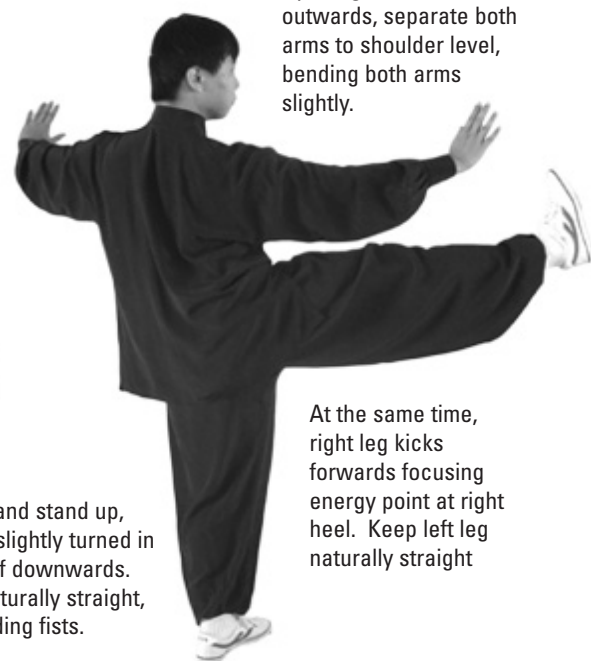 outwards, separate both
arms to shoulder level,
bending both arms
slightly.
At the same time,
right leg kicks
forwards focusing
energy point at right
heel. Keep left leg
naturally straight
and stand up,
slightly turned in
f downwards.
turally straight,
ding fists.